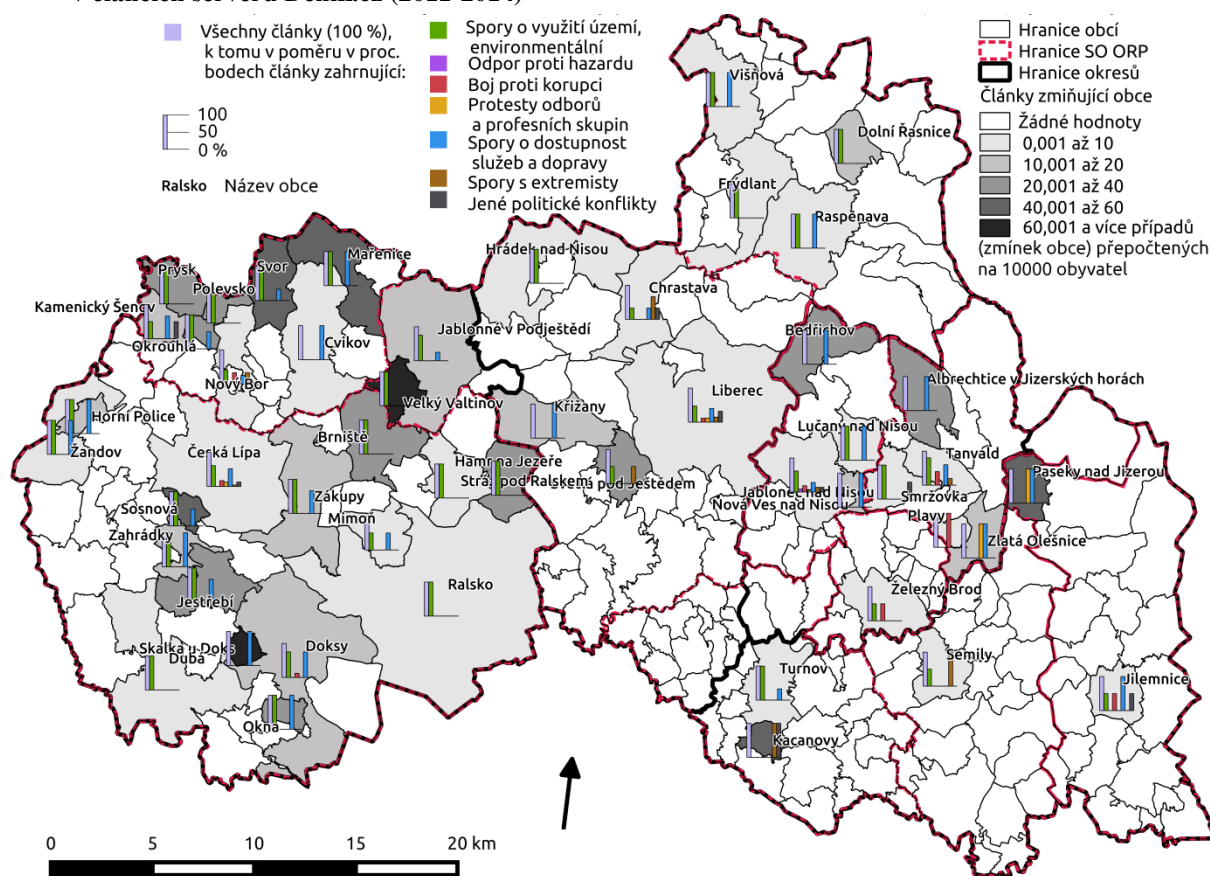 v článcích serveru Deník.cz (2022-2024)
Všechny články (100 %),
k tomu v poměru v proc.
bodech články zahrnující:
100
50
0 %
Ralsko Název obce
Spory o využití území,
environmentální
Odpor proti hazardu
Boj proti korupci
Protesty odborů
a profesních skupin
Spory o dostupnost
služeb a dopravy
Spory s extremisty
Jené politické konflikty
Hranice obcí
Hranice SO ORP
Hranice okresů
Články zmiňující obce
Žádné hodnoty
0,001 až 10
10,001 až 20
20,001 až 40
40,001 až 60
60,001 a více případů
(zmínek obce) přepočtených
na 10000 obyvatel
Višňová
Dolní Řasnice
Frýdlant
Raspenava
Hrádek nad Nisou
Chrastava
Mařenice
Svor
Prysk
Polevsko
Kamenický Šenov
Okrouhlá
Nový Bor
Cvikov
Jablonné v Podještědí
Velký Valtinov
Bedřichov
Albrechtice v Jizerských horách
Liberec
Křižany
Lučany nad Nisou
Tanvald
Jablonec nad Nisou
Nová Ves nad Nisou
Smržovka
Paseky nad Jizerou
Plavy
Zlatá Olešnice
Železný Brod
Horní Police
Žandov
Česká Lípa
Brniště
Hamr na Jezeře
Stráž pod Ralskem
pod Ještědem
Zákupy
Mimoň
Sosnová
Zahrádky
Jestřebí
Ralsko
Skalka u Doks
Dubá
Doksy
Okna
Turnov
Semily
Jilemnice
Kacanovy
0 5 10 15 20 km